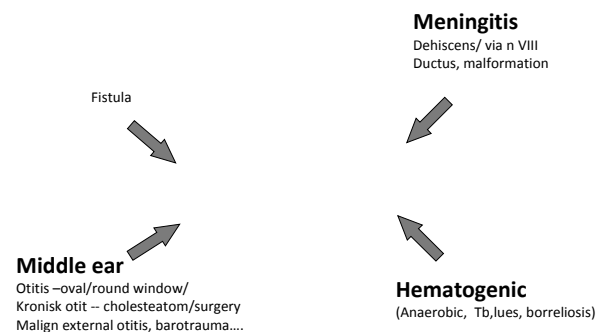 Meningitis
Dehiscens/ via n VIII
Ductus, malformation
Fistula
Middle ear
Otitis –oval/round window/
Kronisk otit -- cholesteatom/surgery
Malign external otitis, barotrauma….
Hematogenic
(Anaerobic, Tb,lues, borreliosis)